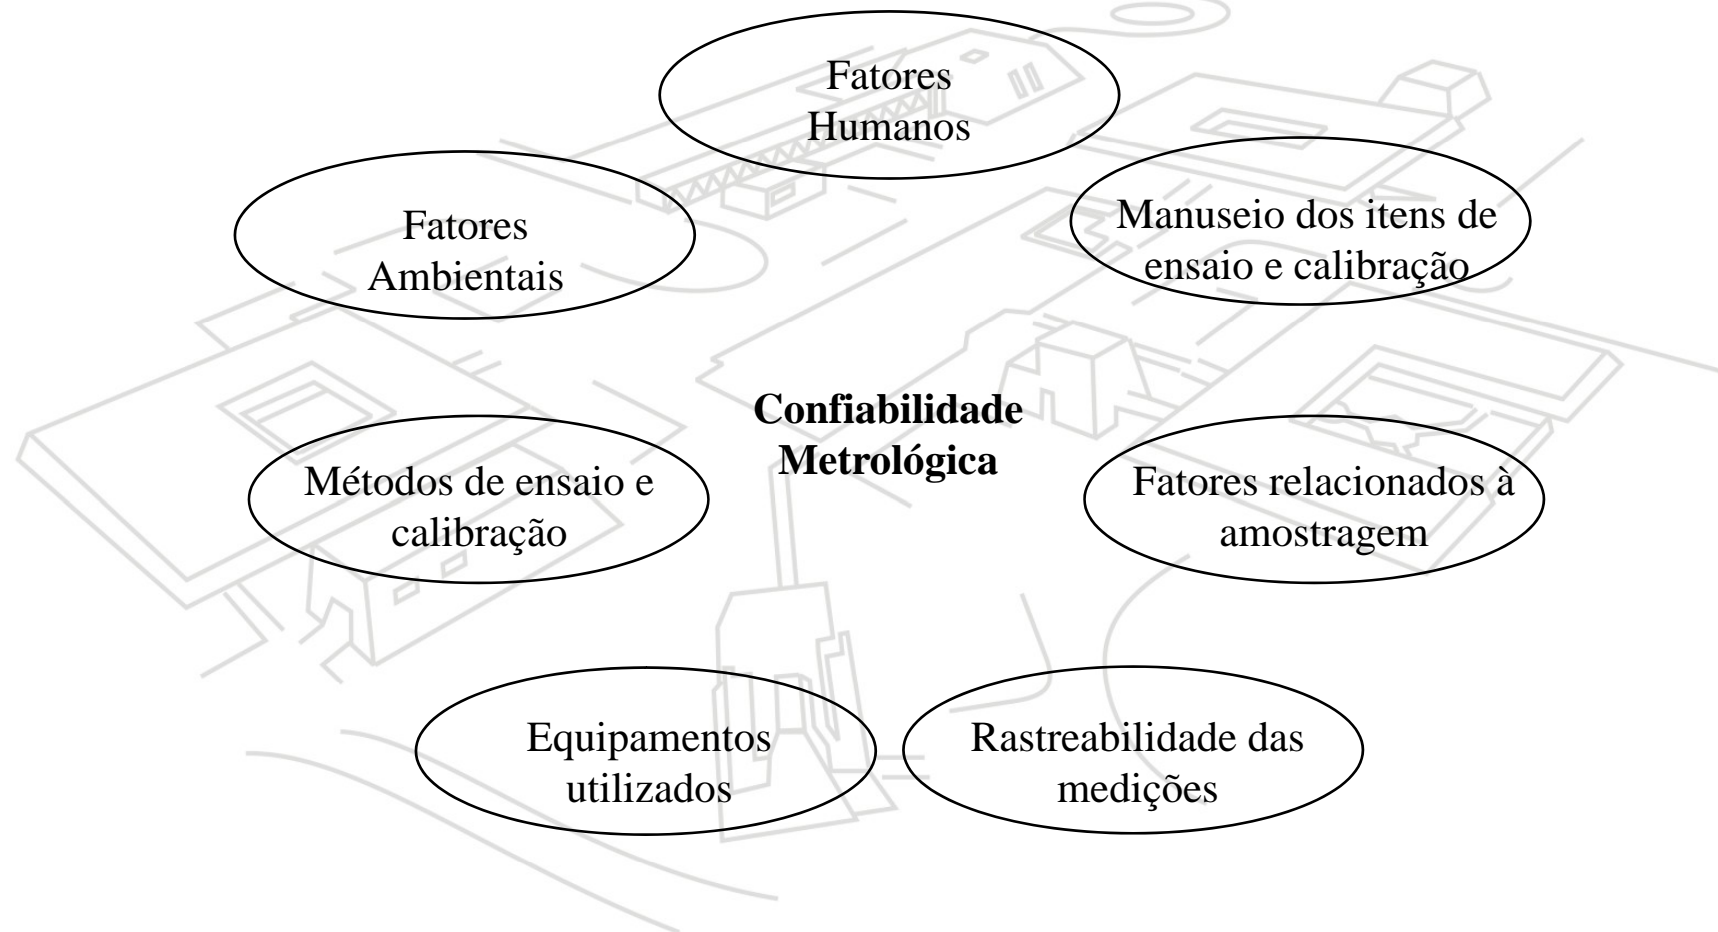 Fatores
Humanos
Fatores
Ambientais
Manuseio dos itens de
ensaio e calibração
Confiabilidade
Metrológica
Métodos de ensaio e
calibração
Fatores relacionados à
amostragem
Equipamentos
utilizados
Rastreabilidade das
medições